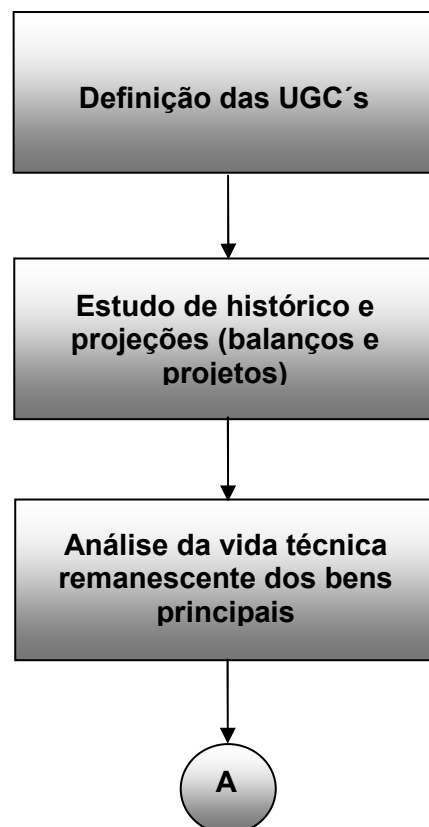 Definição das UGC´s
Estudo de histórico e
projeções (balanços e
projetos)
Análise da vida técnica
remanescente dos bens
principais
A